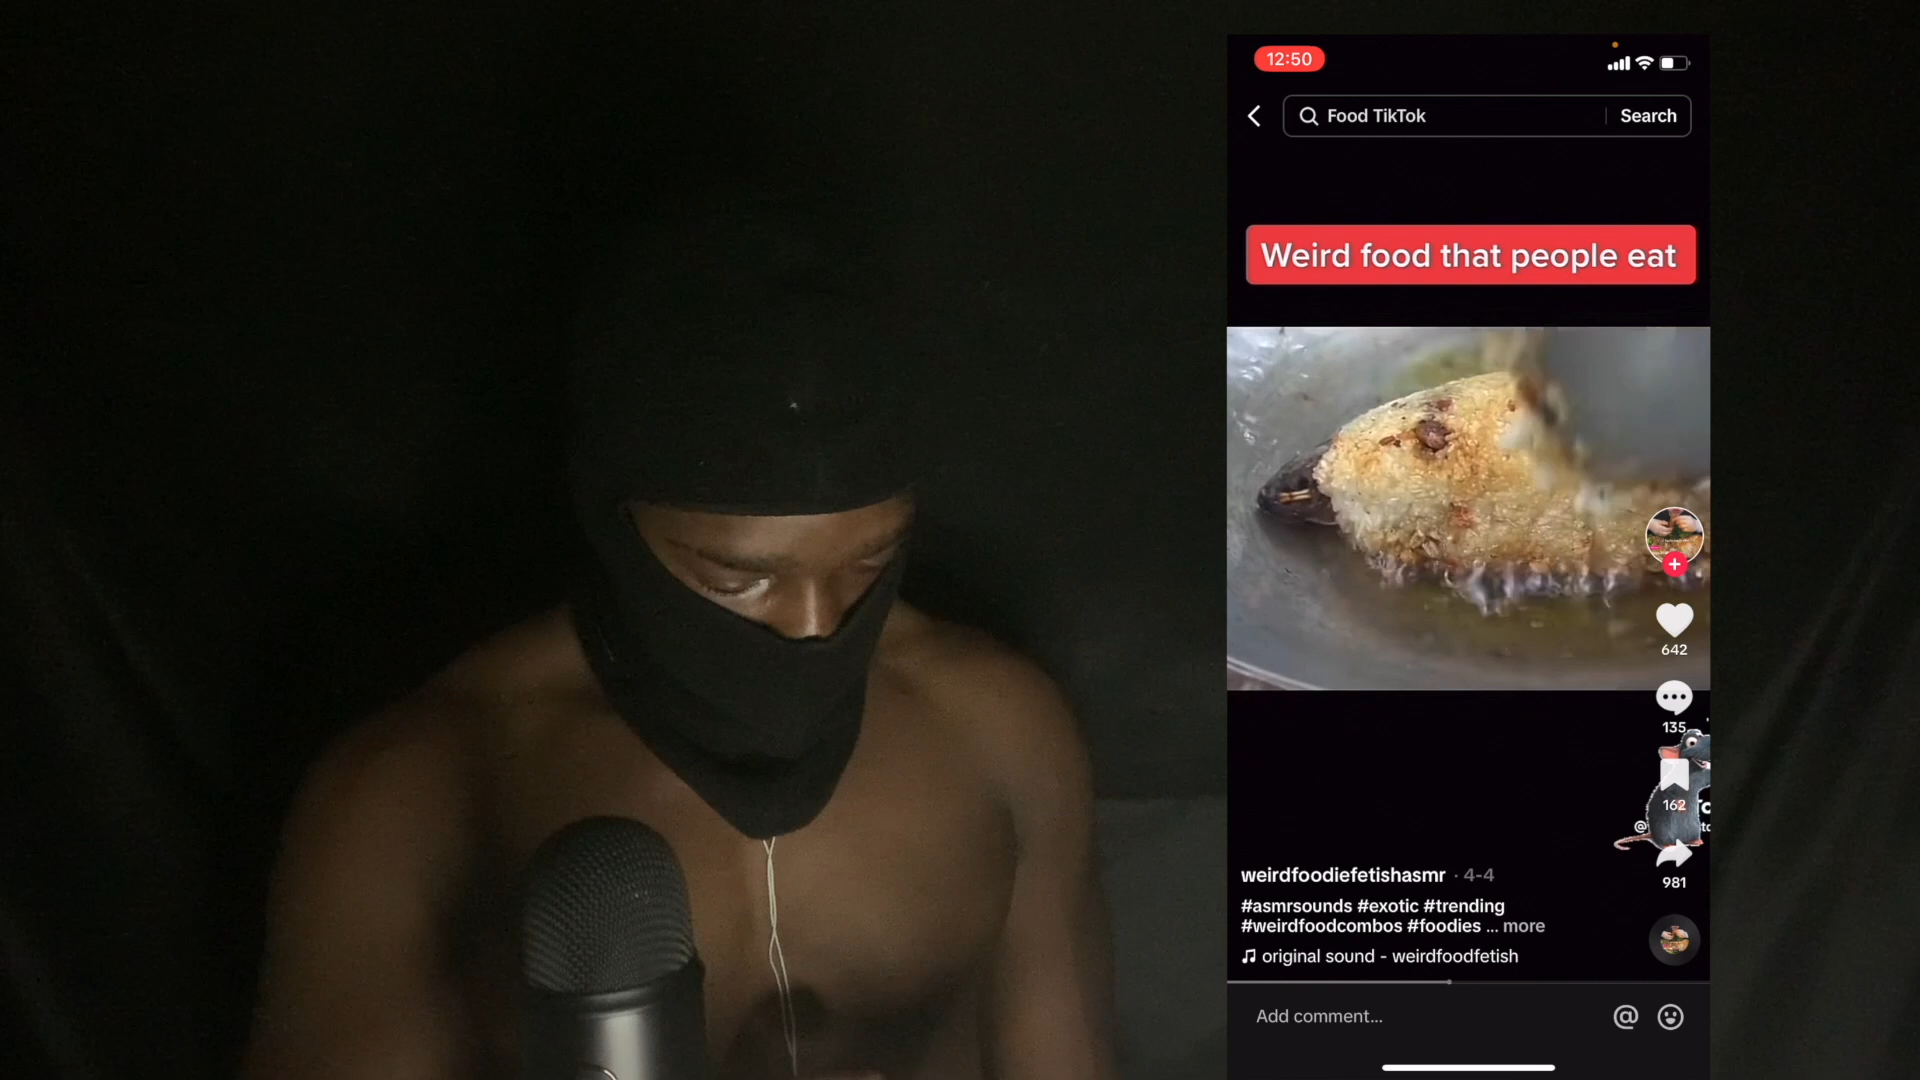 12:50
Food TikTok
Search
Weird food that people eat
642
135
162
@
981
weirdfoodiefetishasmr · 4-4
#asmrsounds #exotic #trending
#weirdfoodcombos #foodies ... more
original sound - weirdfoodfetish
Add comment...
@